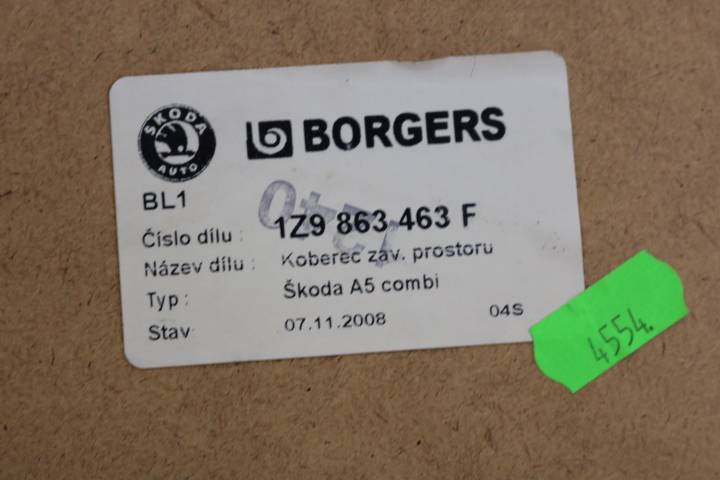 ŠKODA
AUTO
BORGERS
BL1
Číslo dílu : 1Z9 863 463 F
Název dílu : Koberec zav. prostoru
Typ : Škoda A5 combi
Stav 07.11.2008 04S
4554.